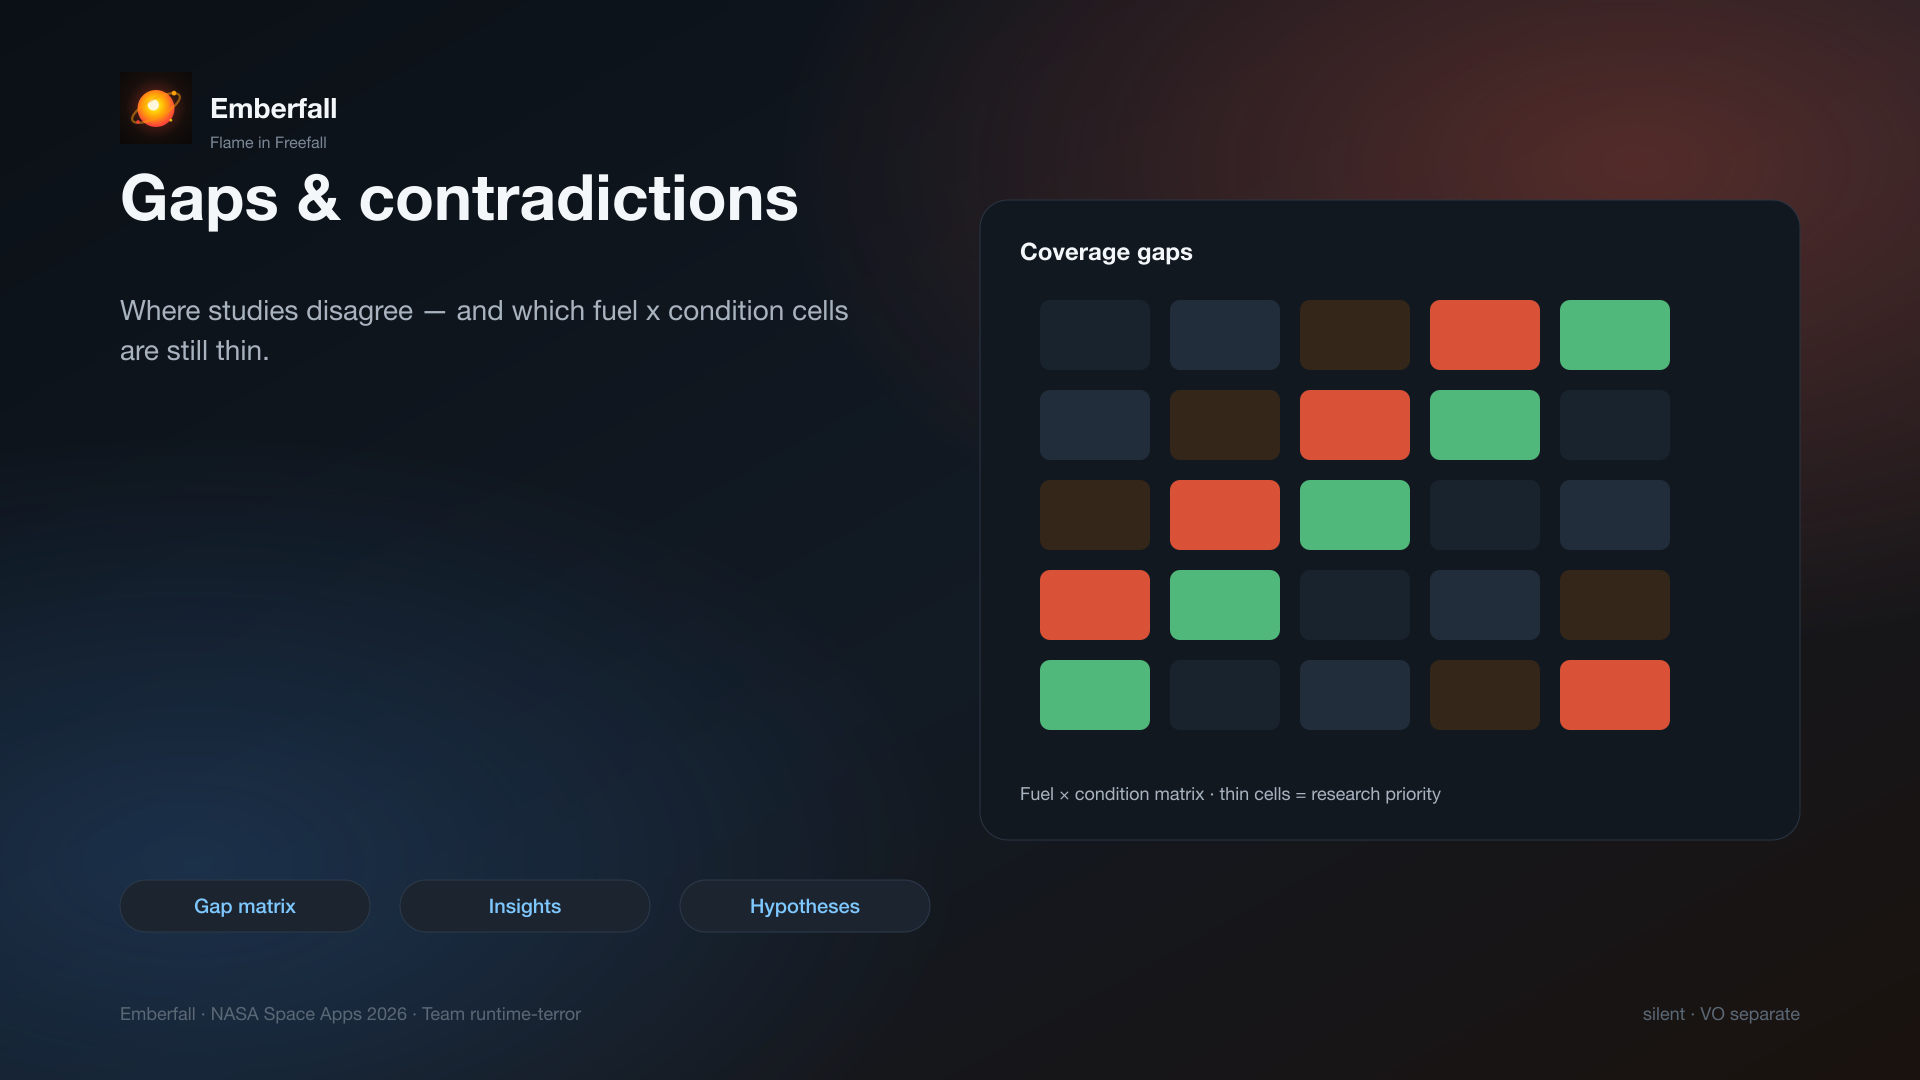 Emberfall
Flame in Freefall
Gaps & contradictions
Where studies disagree — and which fuel x condition cells
are still thin.
Coverage gaps
Fuel × condition matrix · thin cells = research priority
Gap matrix
Insights
Hypotheses
Emberfall · NASA Space Apps 2026 · Team runtime-terror
silent · VO separate